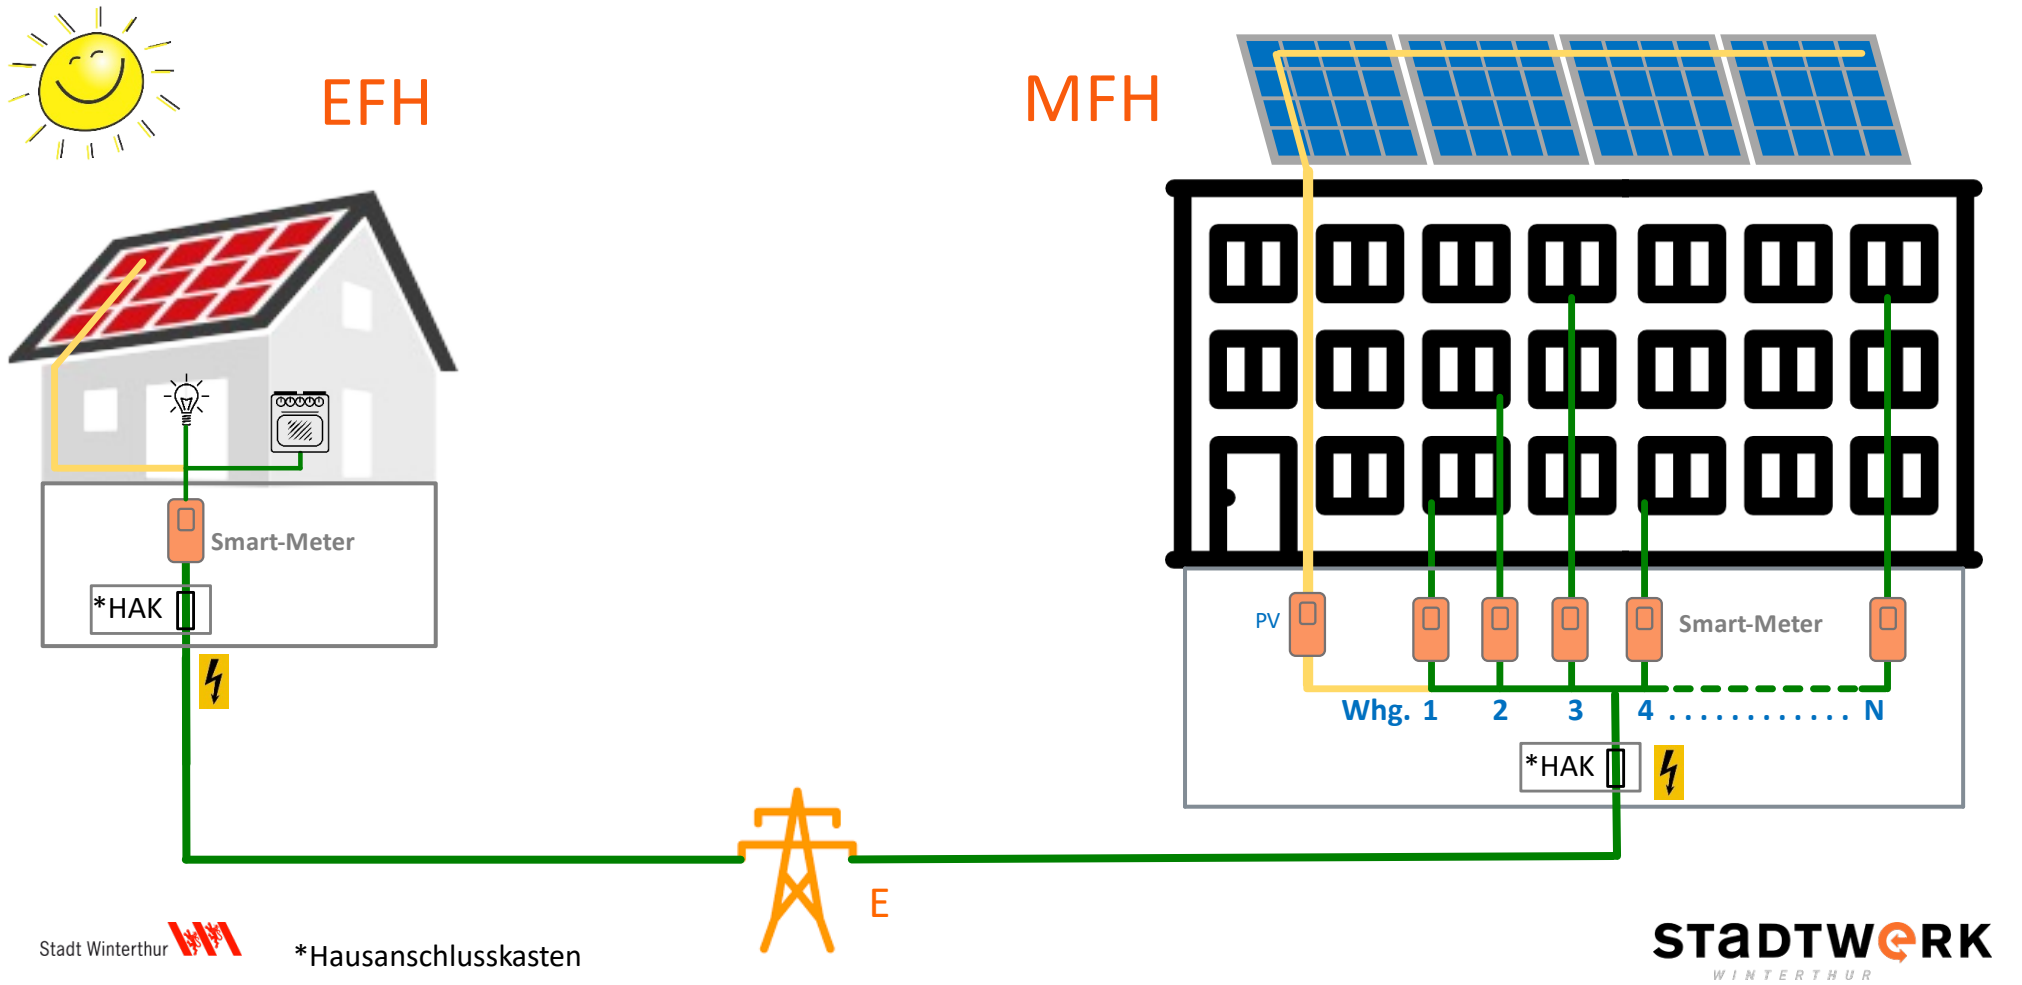 EFH
MFH
Smart-Meter
*HAK
PV
Smart-Meter
Whg. 1 2 3 4 . . . . . . . . . . . . N
*HAK
E
Stadt Winterthur
*Hausanschlusskasten
STaDTWeRK
WINTERTHUR